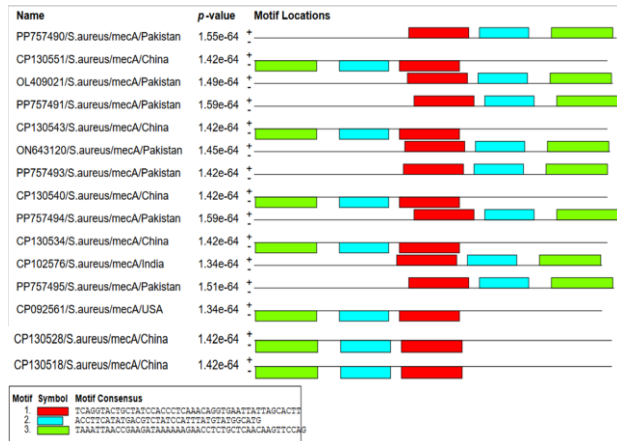 Name p-value Motif Locations
PP757490/S.aureus/mecA/Pakistan 1.55e-64 + -
CP130551/S.aureus/mecA/China 1.42e-64 + -
OL409021/S.aureus/mecA/Pakistan 1.49e-64 + -
PP757491/S.aureus/mecA/Pakistan 1.59e-64 + -
CP130543/S.aureus/mecA/China 1.42e-64 + -
ON643120/S.aureus/mecA/Pakistan 1.45e-64 + -
PP757493/S.aureus/mecA/Pakistan 1.42e-64 + -
CP130540/S.aureus/mecA/China 1.42e-64 + -
PP757494/S.aureus/mecA/Pakistan 1.59e-64 + -
CP130534/S.aureus/mecA/China 1.42e-64 + -
CP102576/S.aureus/mecA/India 1.34e-64 + -
PP757495/S.aureus/mecA/Pakistan 1.51e-64 + -
CP092561/S.aureus/mecA/USA 1.34e-64 + -
CP130528/S.aureus/mecA/China 1.42e-64 + -
CP130518/S.aureus/mecA/China 1.42e-64 + -
Motif Symbol Motif Consensus
1. TCAGGTACTGCTATCCACCCTCAAACAGGTGAATTATTAGCACTT
2. ACCTTCATATGACGTCTATCCATTTATGTATGGCATG
3. TAAATTAACCGAAGATAAAAAAGAACCTCTGCTCAACAAGTTCCAG